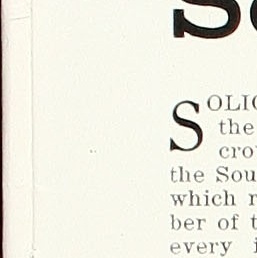 S
SOLIC
the
cro
the Sou
which r
ber of t
every i